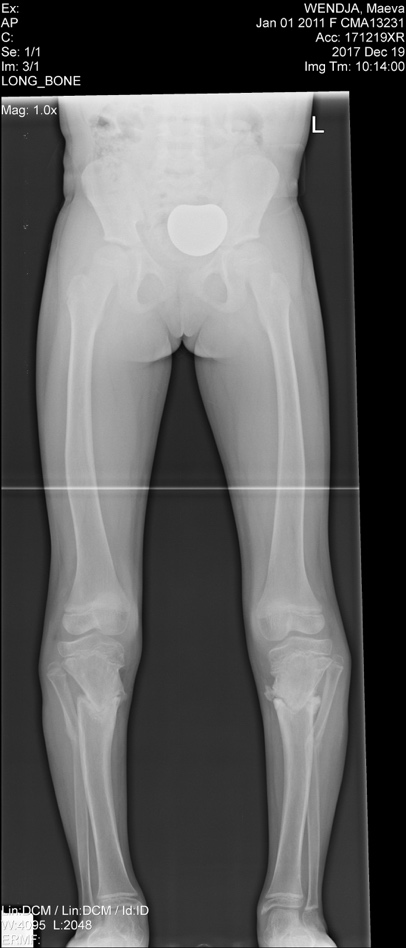 Ex:
WENDJA, Maeva
AP
Jan 01 2011 F CMA13231
C:
Acc: 171219XR
Se: 1/1
2017 Dec 19
Im: 3/1
Img Tm: 10:14:00
LONG_BONE
Mag: 1.0x
L
Lin:DCM / Lin:DCM / Id:ID
W:4095 L:2048
ERMF: